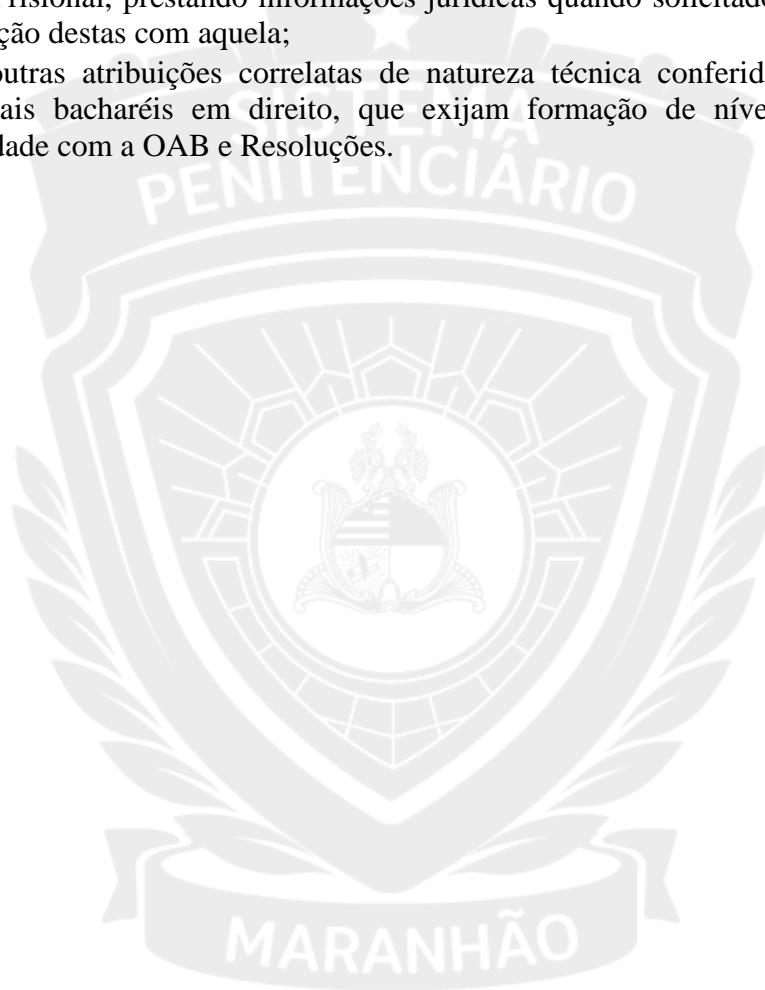 risional, prestando informações jurídicas quando solicitado
ção destas com aquela;
outras atribuições correlatas de natureza técnica conferid
ais bacharéis em direito, que exijam formação de níve
dade com a OAB e Resoluções.
SISTEMA
PENITENCIÁRIO
MARANHÃO